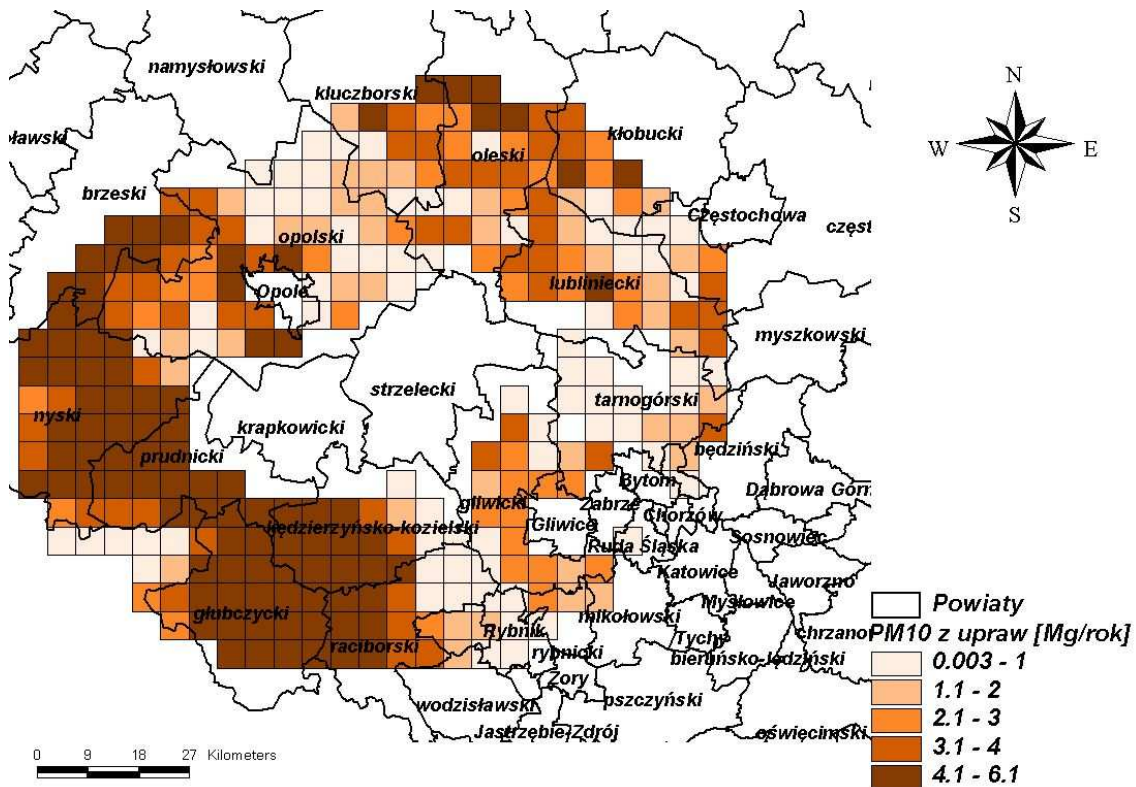 namysłowski
kluczborski
kłobucki
oleski
brzeski
Częstochowa
częst
opolski
lubliniecki
Opole
myszkowski
strzelecki
tarnogórski
nyski
krapkowicki
będziński
prudnicki
Bytom
Dąbrowa Górn
gliwicki
Zabrze
Chorzów
kędzierzyńsko-kozielski
Gliwice
Sosnowiec
Ruda Śląska
Katowice
Jaworzno
Mysłowice
głubczycki
mikołowski
chrzanow
raciborski
Rybnik
Tychy
rybnicki
bieruńsko-lędziński
Żory
wodzisławski
pszczyński
Jastrzębie-Zdrój
oświęcimski
N
W
E
S
Powiaty
PM10 z upraw [Mg/rok]
0.003 - 1
1.1 - 2
2.1 - 3
3.1 - 4
4.1 - 6.1
0 9 18 27 Kilometers